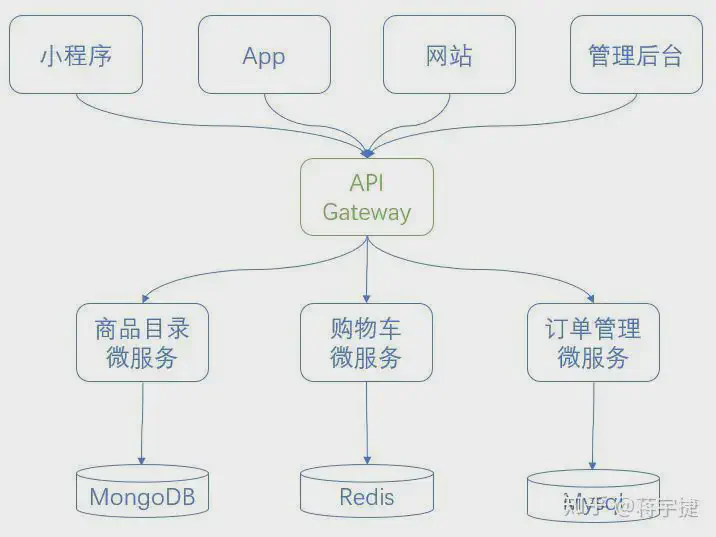 小程序
App
网站
管理后台
API
Gateway
商品目录
微服务
购物车
微服务
订单管理
微服务
MongoDB
Redis
Mysql
知乎 @蒋宇捷